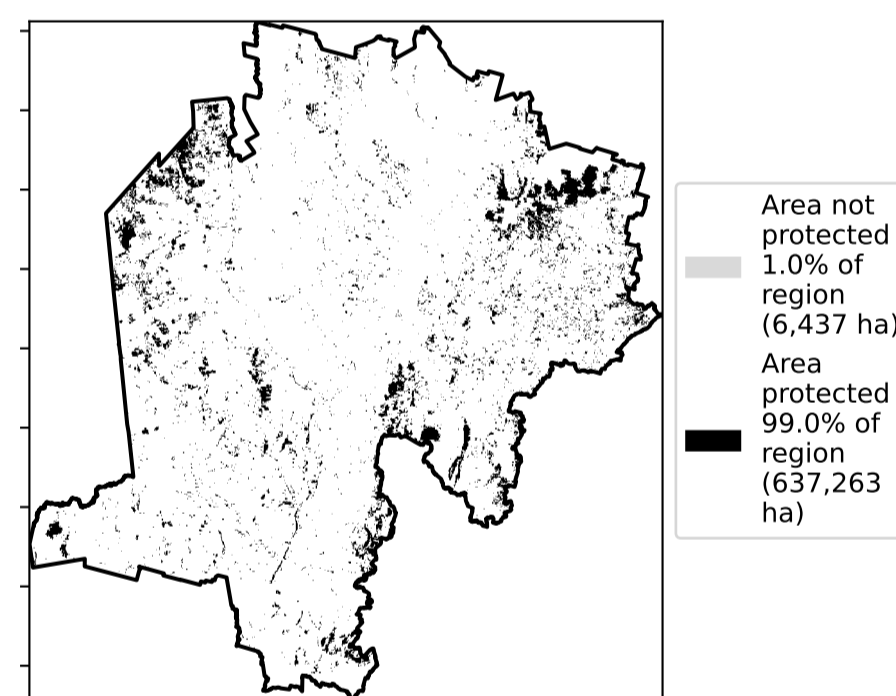 Area not
protected
1.0% of
region
(6,437 ha)
Area
protected
99.0% of
region
(637,263
ha)